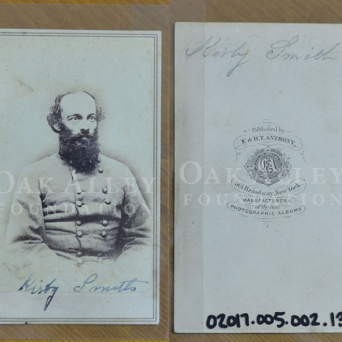 Kirby Smith
OAK ALLEY
FOUNDATION
Kirby Smith
Published by
E. & H.T. ANTHONY,
501 Broadway New York.
MANUFACTURERS
of the best
PHOTOGRAPHIC ALBUMS
OAK ALLEY
FOUNDATION
02017.005.002.13